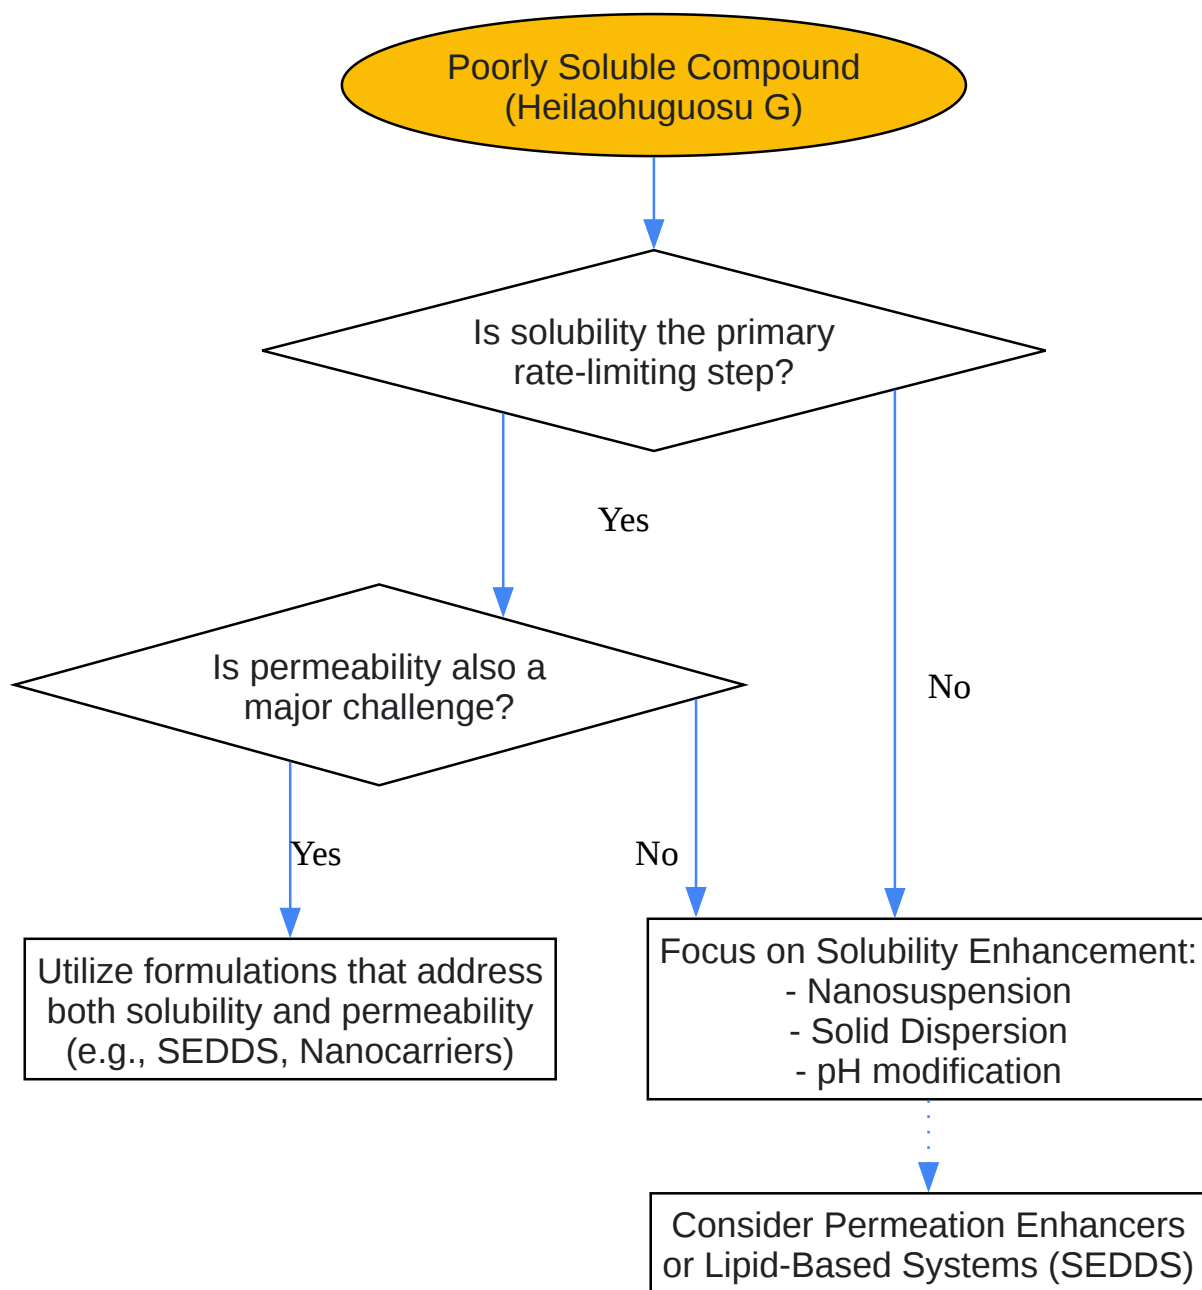 Poorly Soluble Compound
(Heilaohuguosu G)
Is solubility the primary
rate-limiting step?
Yes
Is permeability also a
major challenge?
No
Yes
No
Utilize formulations that address
both solubility and permeability
(e.g., SEDDS, Nanocarriers)
Focus on Solubility Enhancement:
- Nanosuspension
- Solid Dispersion
- pH modification
Consider Permeation Enhancers
or Lipid-Based Systems (SEDDS)